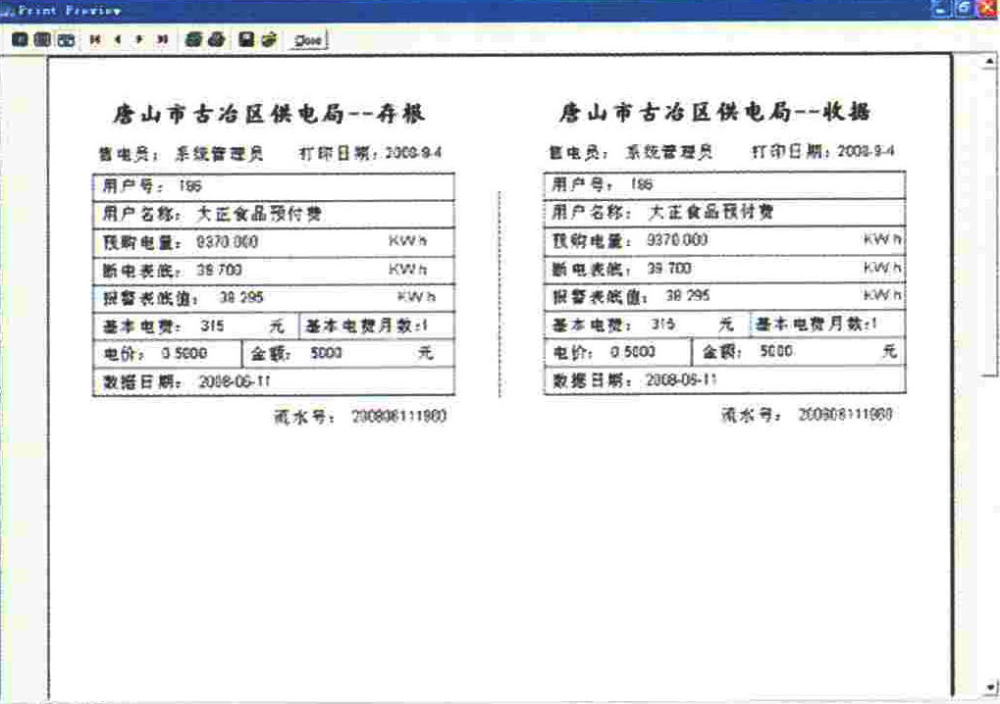 Print Preview
Close
唐山市古冶区供电局--存根
售电员: 系统管理员 打印日期: 2008-9-4
用户号: 186
用户名称: 大正食品预付费
预购电量: 9370.000 KWh
断电表底: 38.700 KWh
报警表底值: 38.295 KWh
基本电费: 315 元 基本电费月数:1
电价: 0.5000 金额: 5000 元
数据日期: 2008-06-11
流水号:
唐山市古冶区供电局--收据
售电员: 系统管理员 打印日期: 2008-9-4
用户号: 186
用户名称: 大正食品预付费
预购电量: 9370.000 KWh
断电表底: 38.700 KWh
报警表底值: 38.295 KWh
基本电费: 315 元 基本电费月数:1
电价: 0.5000 金额: 5000 元
数据日期: 2008-06-11
流水号: